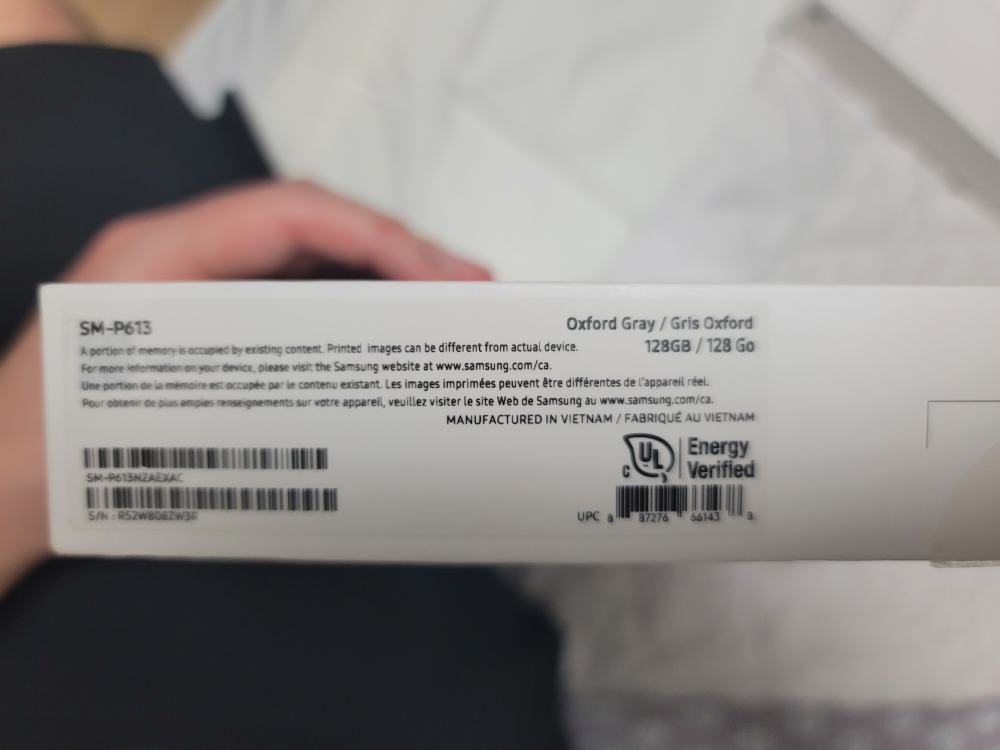 SM-P613
Oxford Gray / Gris Oxford
128GB / 128 Go
A portion of memory is occupied by existing content. Printed images can be different from actual device.
For more information on your device, please visit the Samsung website at www.samsung.com/ca.
Une portion de la mémoire est occupée par le contenu existant. Les images imprimées peuvent être différentes de l'appareil réel.
Pour obtenir de plus amples renseignements sur votre appareil, veuillez visiter le site Web de Samsung au www.samsung.com/ca.
MANUFACTURED IN VIETNAM / FABRIQUÉ AU VIETNAM
C UL Energy
Verified
SM-P613NZAEXAC
S/N :
UPC 8 87276 66143 8